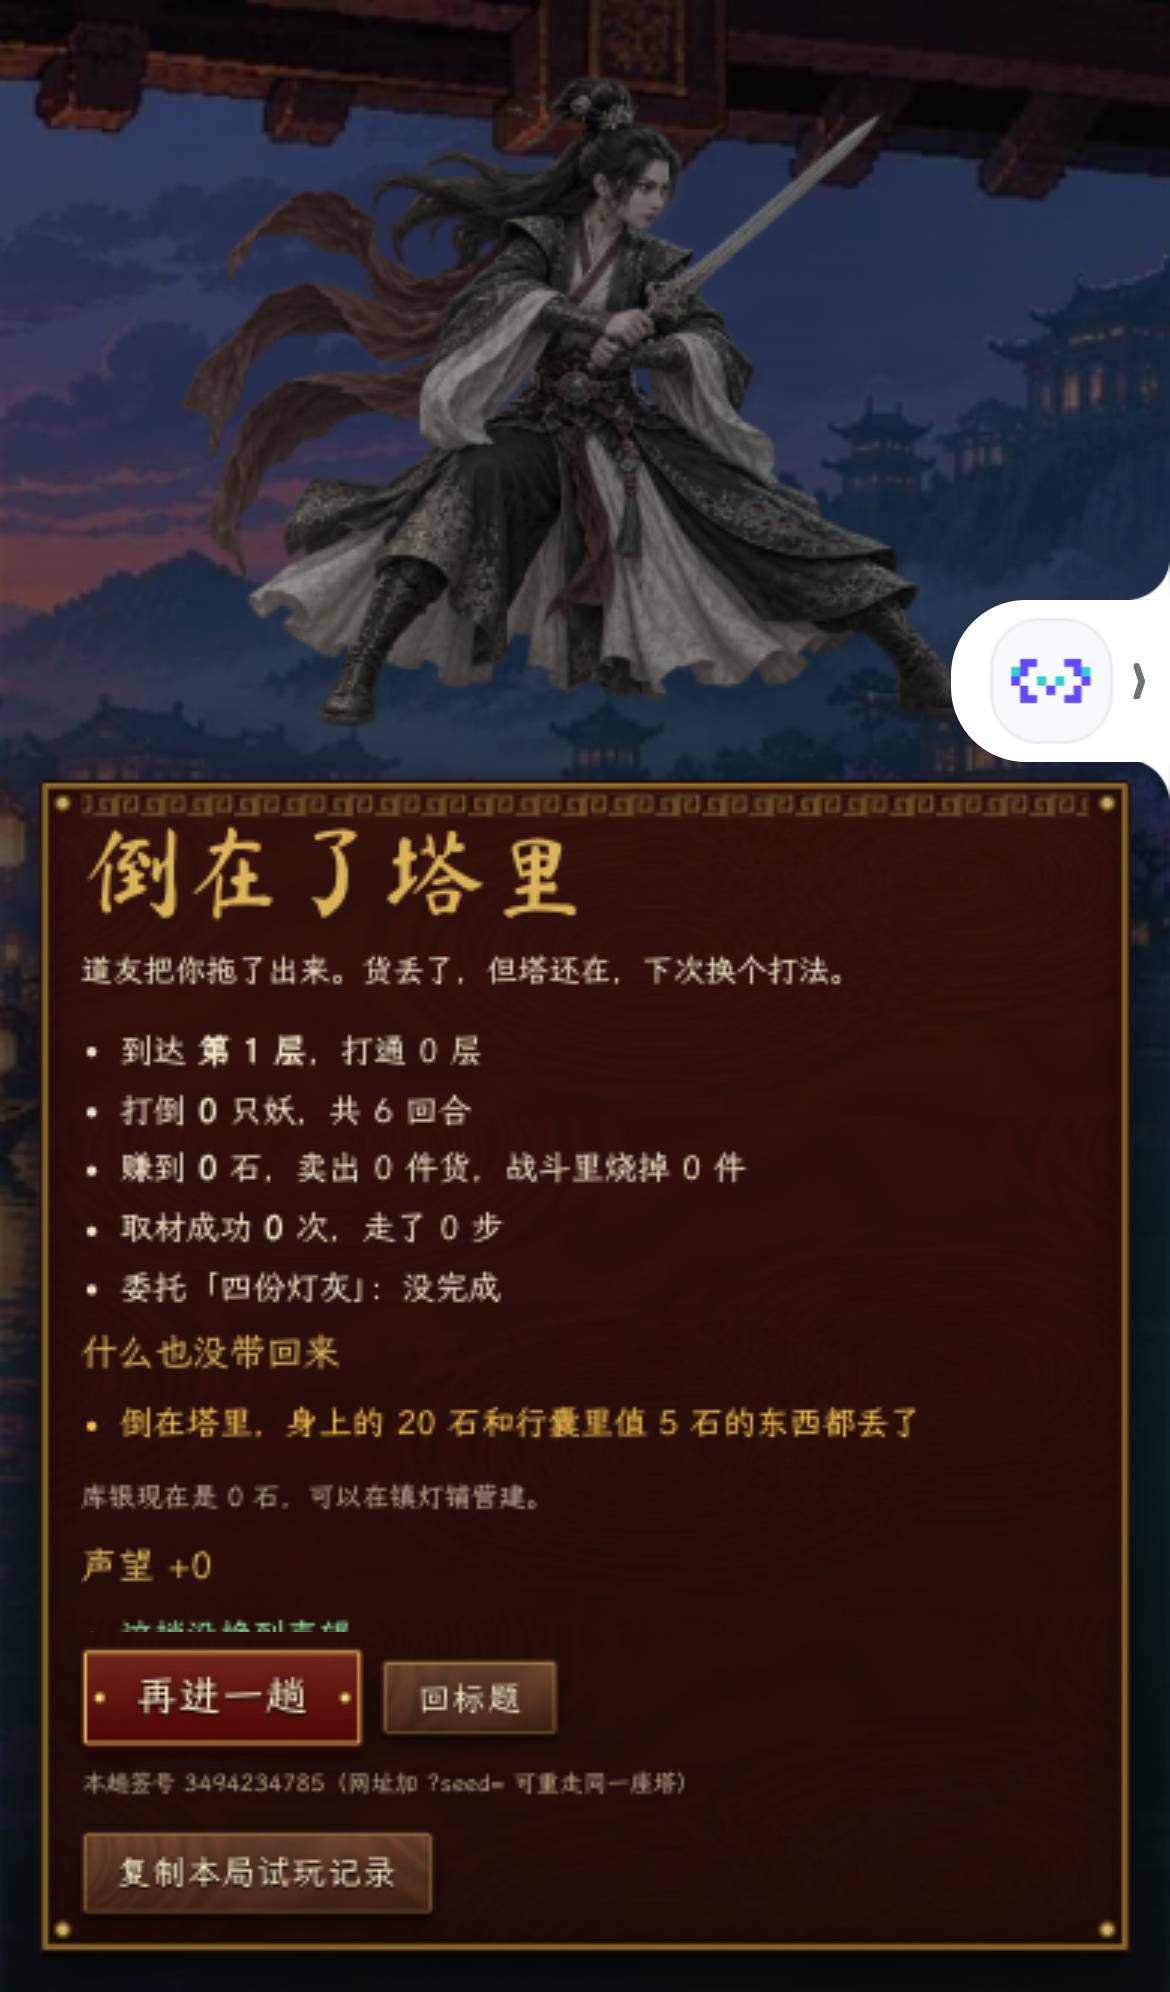 倒在了塔里
道友把你拖了出来。货丢了，但塔还在，下次换个打法。
• 到达 第 1 层，打通 0 层
• 打倒 0 只妖，共 6 回合
• 赚到 0 石，卖出 0 件货，战斗里烧掉 0 件
• 取材成功 0 次，走了 0 步
• 委托「四份灯灰」：没完成
什么也没带回来
• 倒在塔里，身上的 20 石和行囊里值 5 石的东西都丢了
库银现在是 0 石，可以在镇灯铺营建。
声望 +0
再进一趟
回标题
本趟签号 3494234785（网址加 ?seed= 可重走同一座塔）
复制本局试玩记录